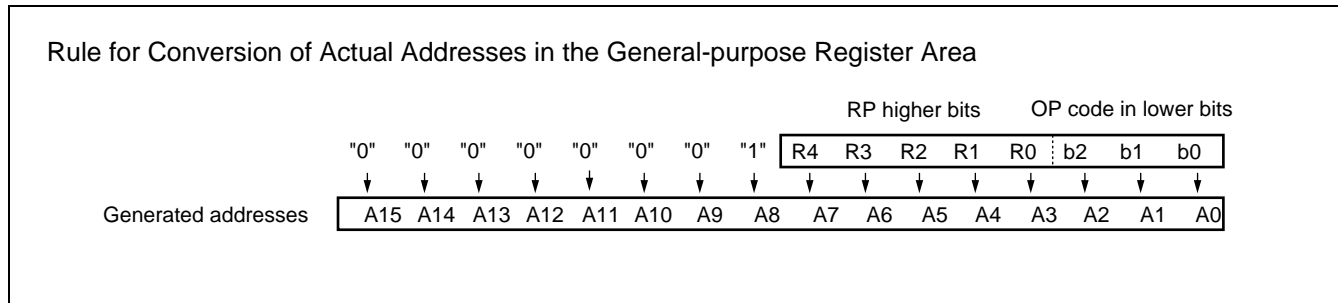 Rule for Conversion of Actual Addresses in the General-purpose Register Area
RP higher bits OP code in lower bits
"0" "0" "0" "0" "0" "0" "0" "1" R4 R3 R2 R1 R0 b2 b1 b0
Generated addresses A15 A14 A13 A12 A11 A10 A9 A8 A7 A6 A5 A4 A3 A2 A1 A0